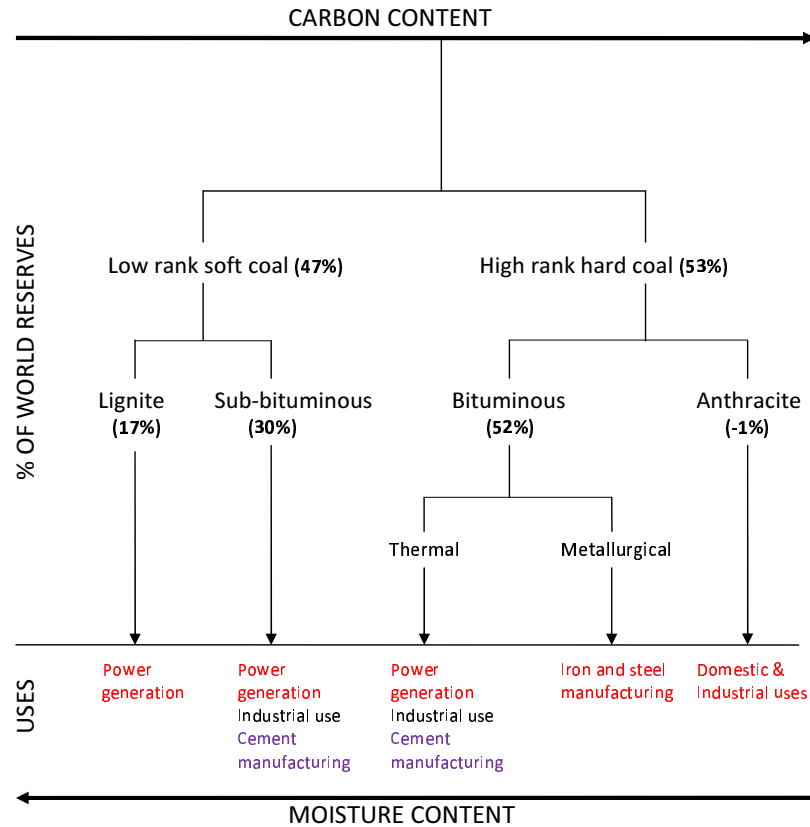 CARBON CONTENT
% OF WORLD RESERVES
Low rank soft coal (47%)
High rank hard coal (53%)
Lignite
(17%)
Sub-bituminous
(30%)
Bituminous
(52%)
Anthracite
(-1%)
Thermal
Metallurgical
USES
Power
generation
Power
generation
Industrial use
Cement
manufacturing
Power
generation
Industrial use
Cement
manufacturing
Iron and steel
manufacturing
Domestic &
Industrial uses
MOISTURE CONTENT